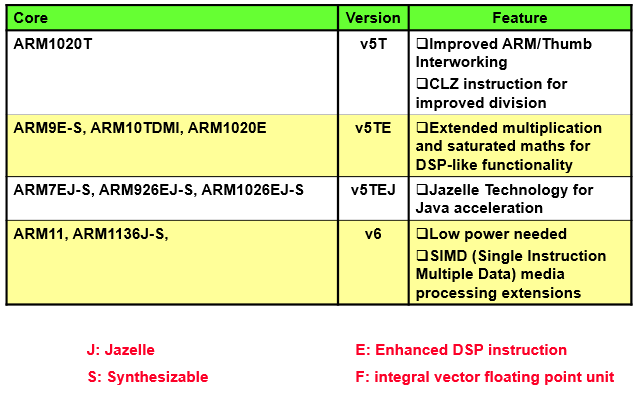 Core Version Feature
ARM1020T v5T ❑Improved ARM/Thumb
Interworking
❑CLZ instruction for
improved division
ARM9E-S, ARM10TDMI, ARM1020E v5TE ❑Extended multiplication
and saturated maths for
DSP-like functionality
ARM7EJ-S, ARM926EJ-S, ARM1026EJ-S v5TEJ ❑Jazelle Technology for
Java acceleration
ARM11, ARM1136J-S, v6 ❑Low power needed
❑SIMD (Single Instruction
Multiple Data) media
processing extensions
J: Jazelle E: Enhanced DSP instruction
S: Synthesizable F: integral vector floating point unit